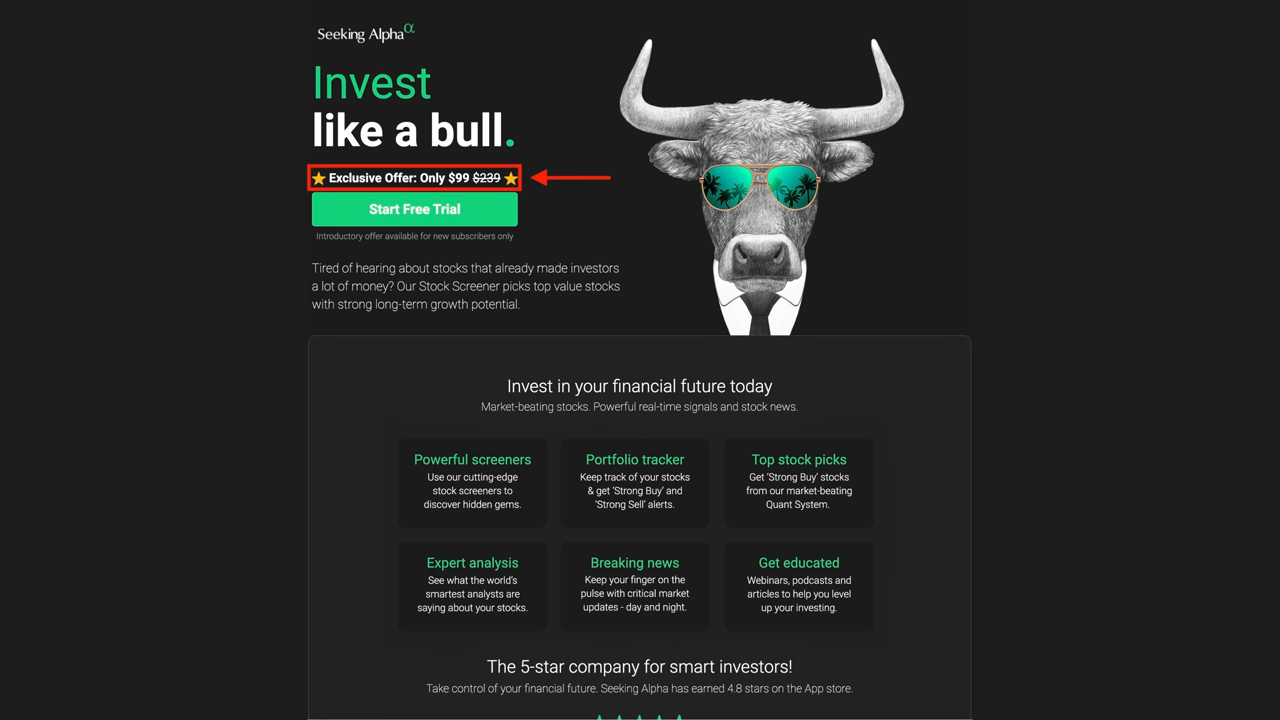 Seeking Alpha α
Invest
like a bull.
⭐ Exclusive Offer: Only $99 $239 ⭐
Start Free Trial
Introductory offer available for new subscribers only
Tired of hearing about stocks that already made investors
a lot of money? Our Stock Screener picks top value stocks
with strong long-term growth potential.
Invest in your financial future today
Market-beating stocks. Powerful real-time signals and stock news.
Powerful screeners
Use our cutting-edge
stock screeners to
discover hidden gems.
Portfolio tracker
Keep track of your stocks
& get ‘Strong Buy’ and
‘Strong Sell’ alerts.
Top stock picks
Get ‘Strong Buy’ stocks
from our market-beating
Quant System.
Expert analysis
See what the world’s
smartest analysts are
saying about your stocks.
Breaking news
Keep your finger on the
pulse with critical market
updates - day and night.
Get educated
Webinars, podcasts and
articles to help you level
up your investing.
The 5-star company for smart investors!
Take control of your financial future. Seeking Alpha has earned 4.8 stars on the App store.